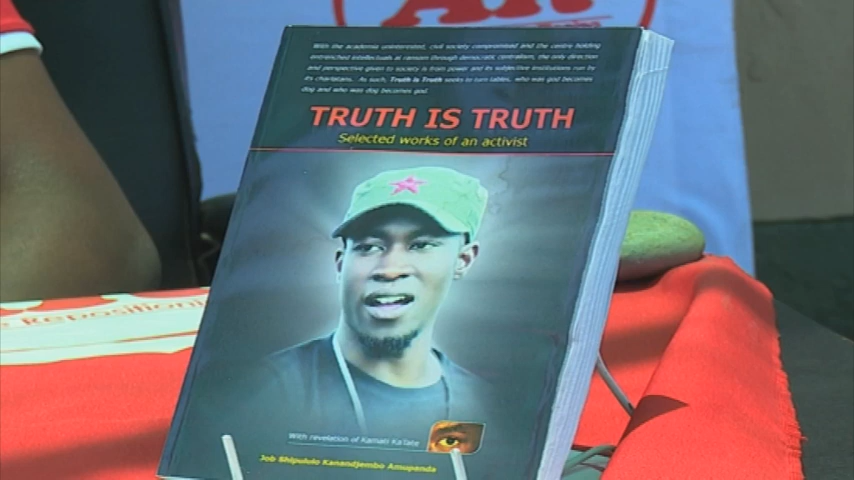 AR
With the academia uninterested, civil society compromised and the centre holding
entrenched intellectuals at ransom through democratic centralism, the only direction
and perspective given to society is from power and its subjective institutions run by
its charlatans. As such, Truth is Truth seeks to turn tables, who was god becomes
dog and who was dog becomes god.
TRUTH IS TRUTH
Selected works of an activist
Repositioning
With revelation of Kamati Ka'Tate
Job Shipululo Kanandjembo Amupanda